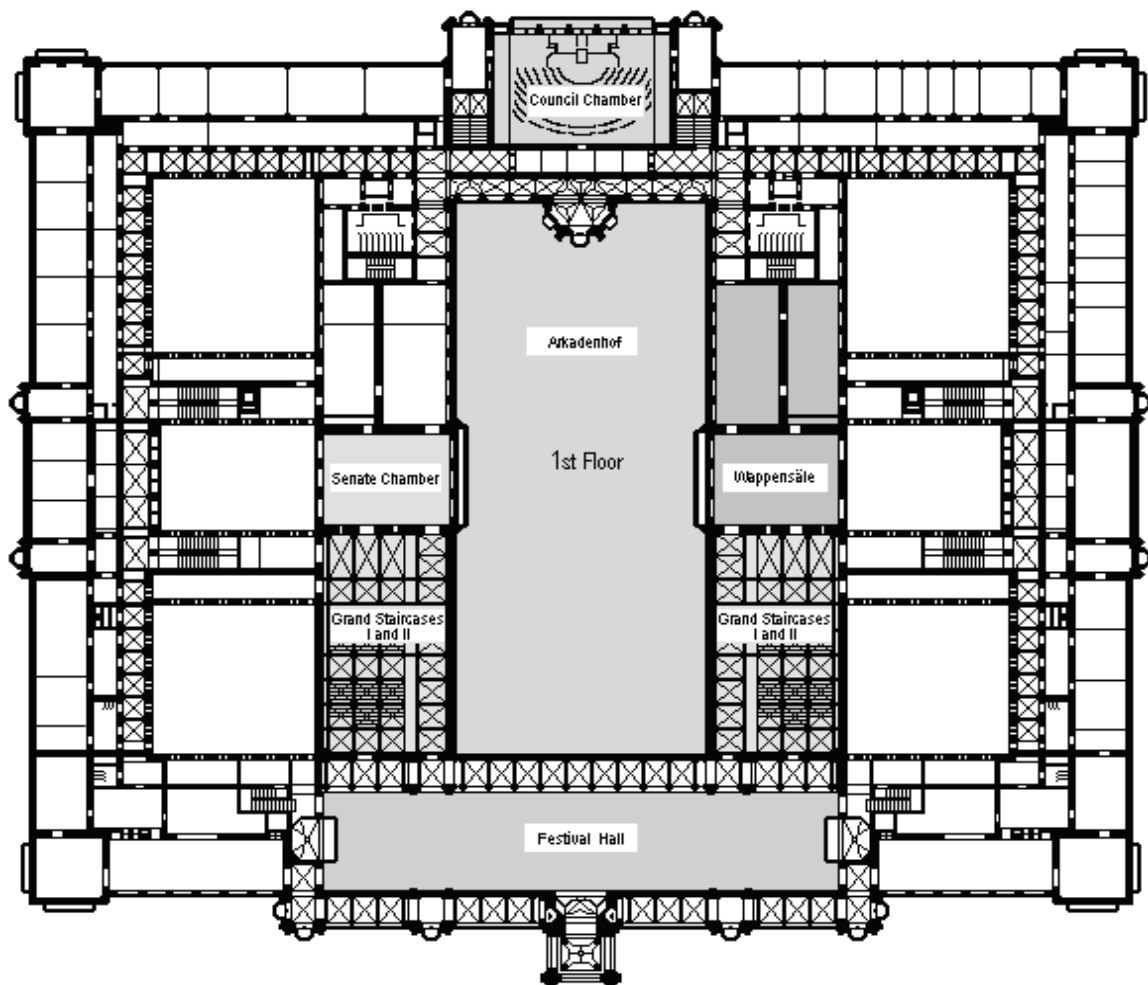 Council Chamber
Arkadenhof
1st Floor
Senate Chamber
Wappensäle
Grand Staircases
I and II
Grand Staircases
I and II
Festival Hall